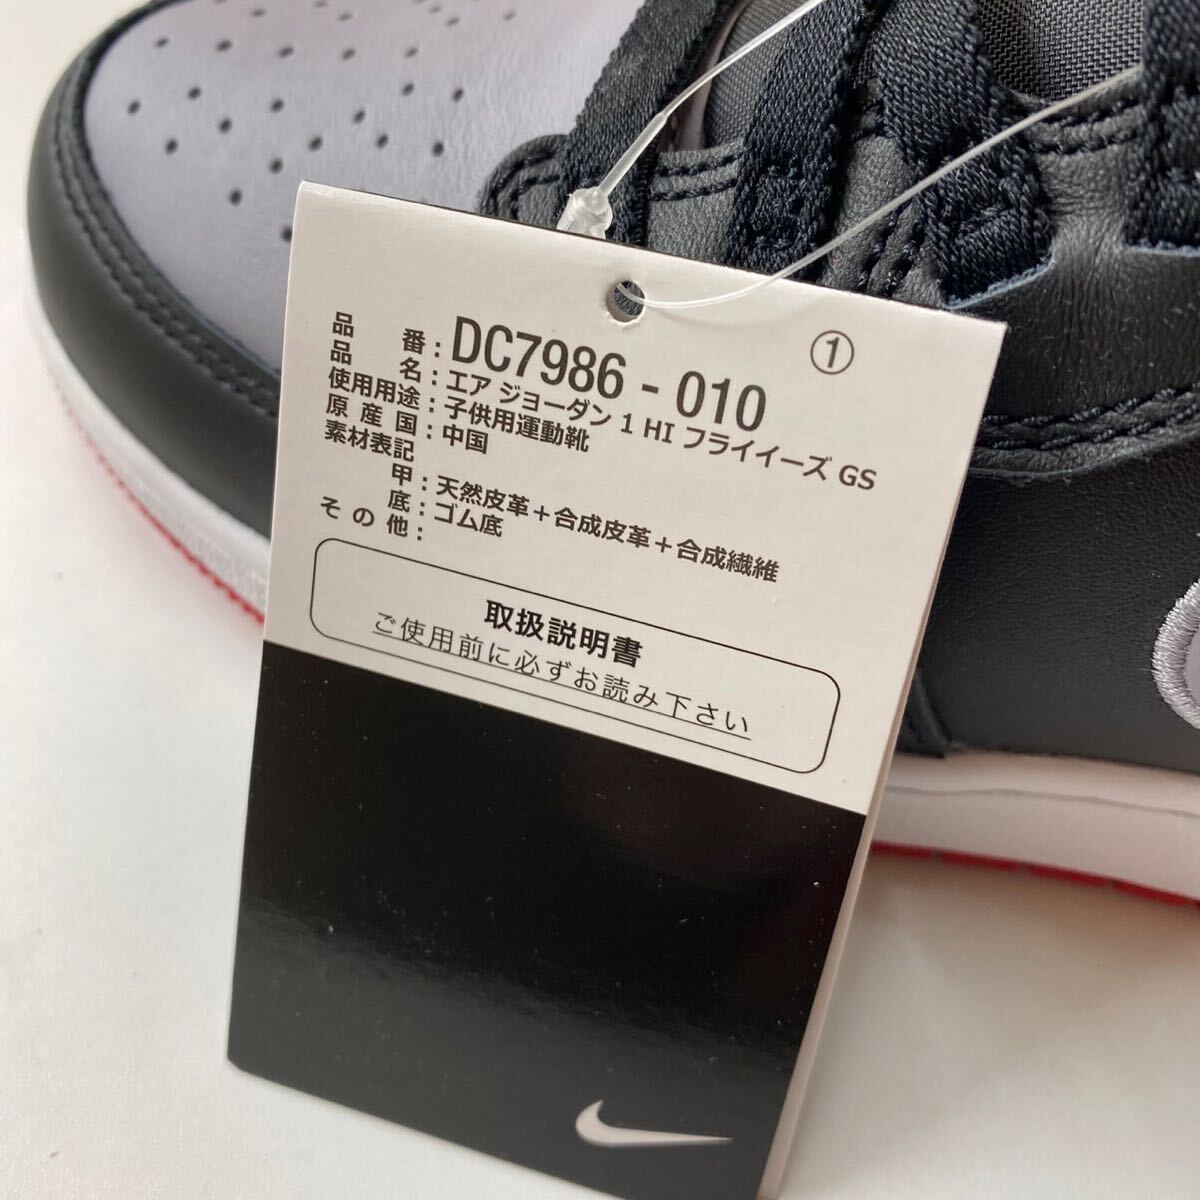 ①
品番：DC7986 - 010
品名：エア ジョーダン 1 HI フライイーズ GS
使用用途：子供用運動靴
原産国：中国
素材表記
甲：天然皮革＋合成皮革＋合成繊維
底：ゴム底
その他：
取扱説明書
ご使用前に必ずお読み下さい